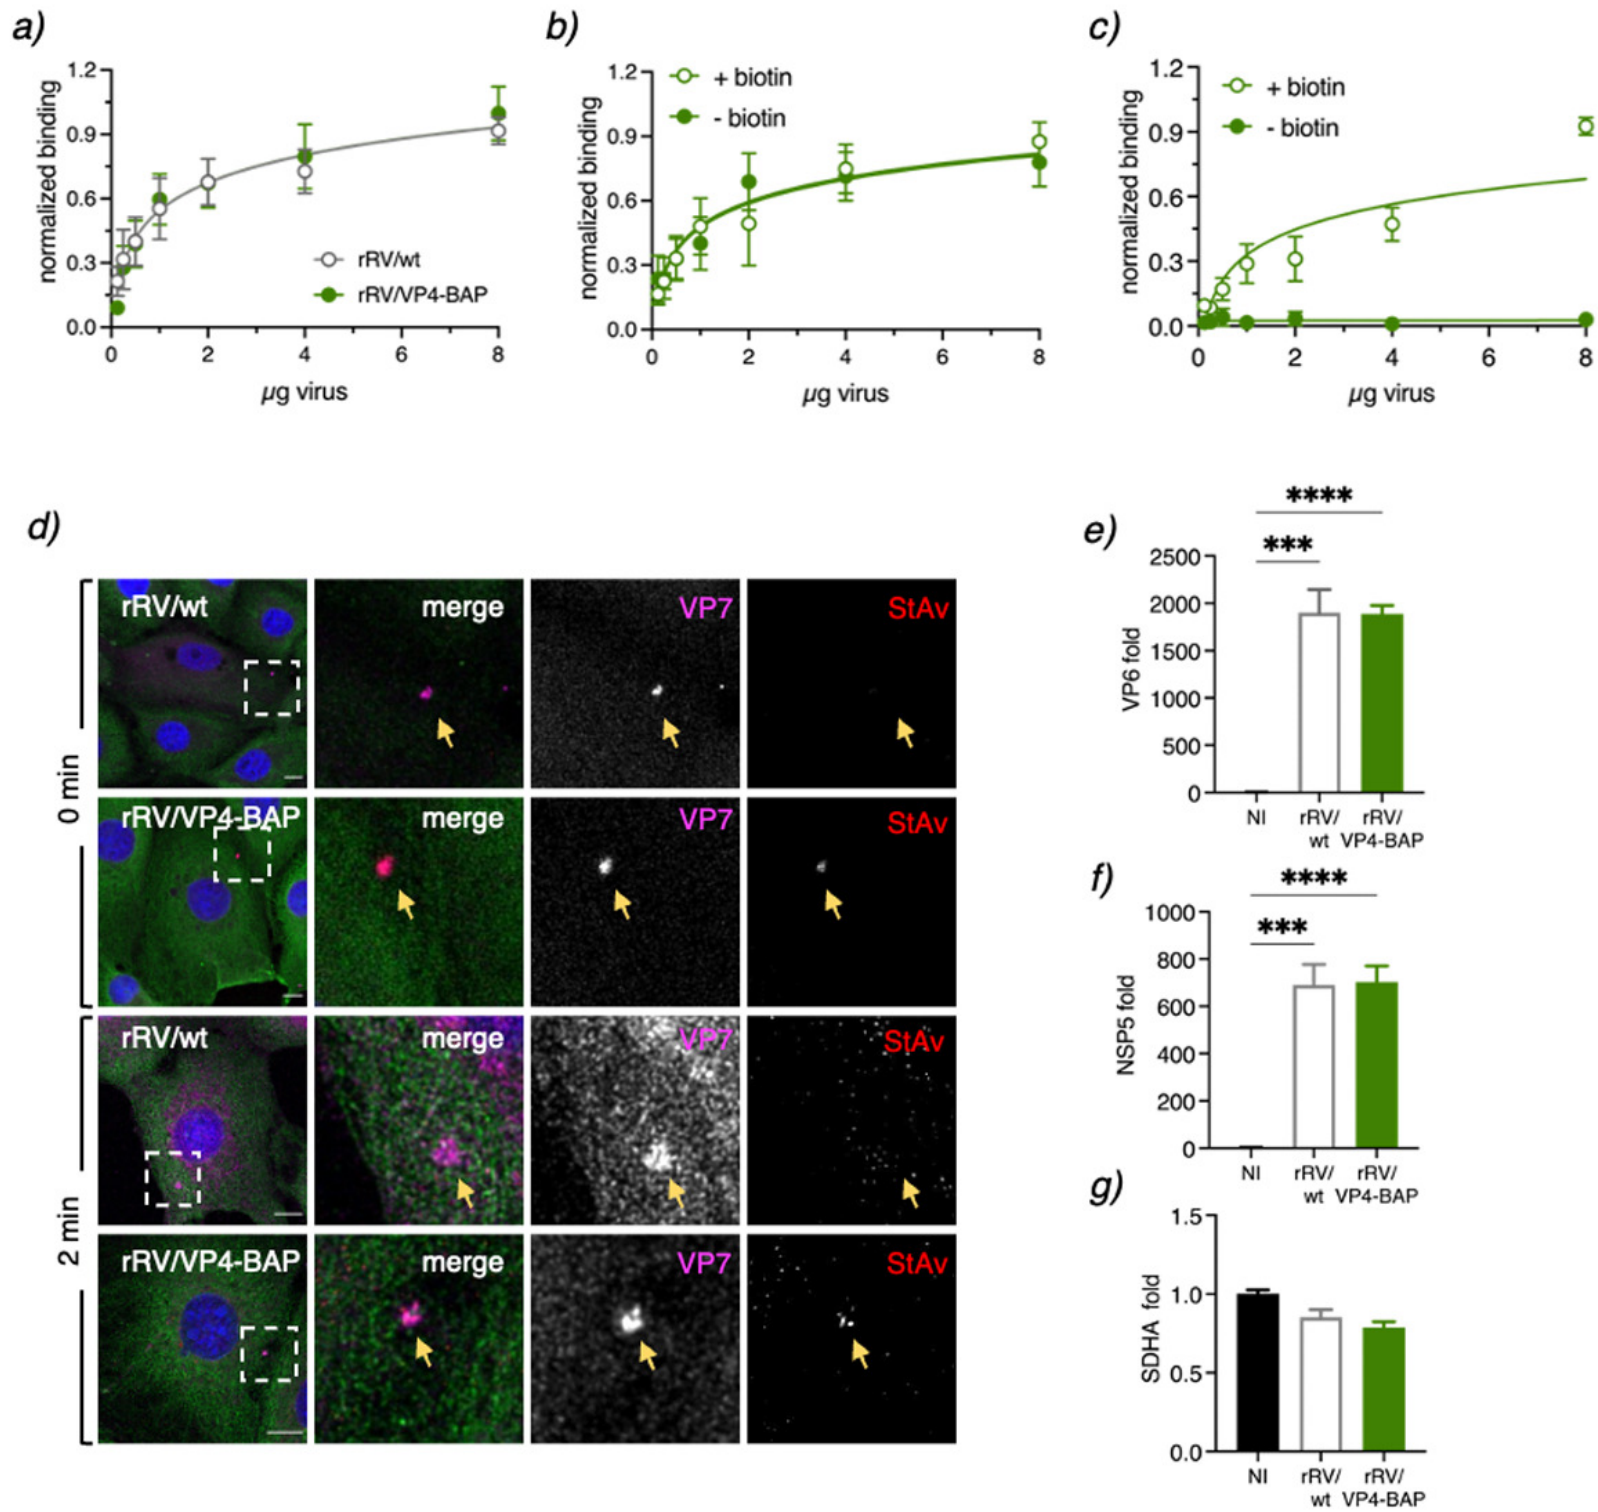 a)
1.2
0.9
0.6
0.3
0.0
normalized binding
0 2 4 6 8
µg virus
rRV/wt
rRV/VP4-BAP
b)
1.2
0.9
0.6
0.3
0.0
normalized binding
0 2 4 6 8
µg virus
+ biotin
- biotin
c)
1.2
0.9
0.6
0.3
0.0
normalized binding
0 2 4 6 8
µg virus
+ biotin
- biotin
d)
0 min
rRV/wt merge VP7 StAv
rRV/VP4-BAP merge VP7 StAv
2 min
rRV/wt merge VP7 StAv
rRV/VP4-BAP merge VP7 StAv
e)
****
***
2500
2000
1500
1000
500
0
VP6 fold
NI rRV/ rRV/
wt VP4-BAP
f)
****
***
1000
800
600
400
200
0
NSP5 fold
NI rRV/ rRV/
wt VP4-BAP
g)
1.5
1.0
0.5
0.0
SDHA fold
NI rRV/ rRV/
wt VP4-BAP